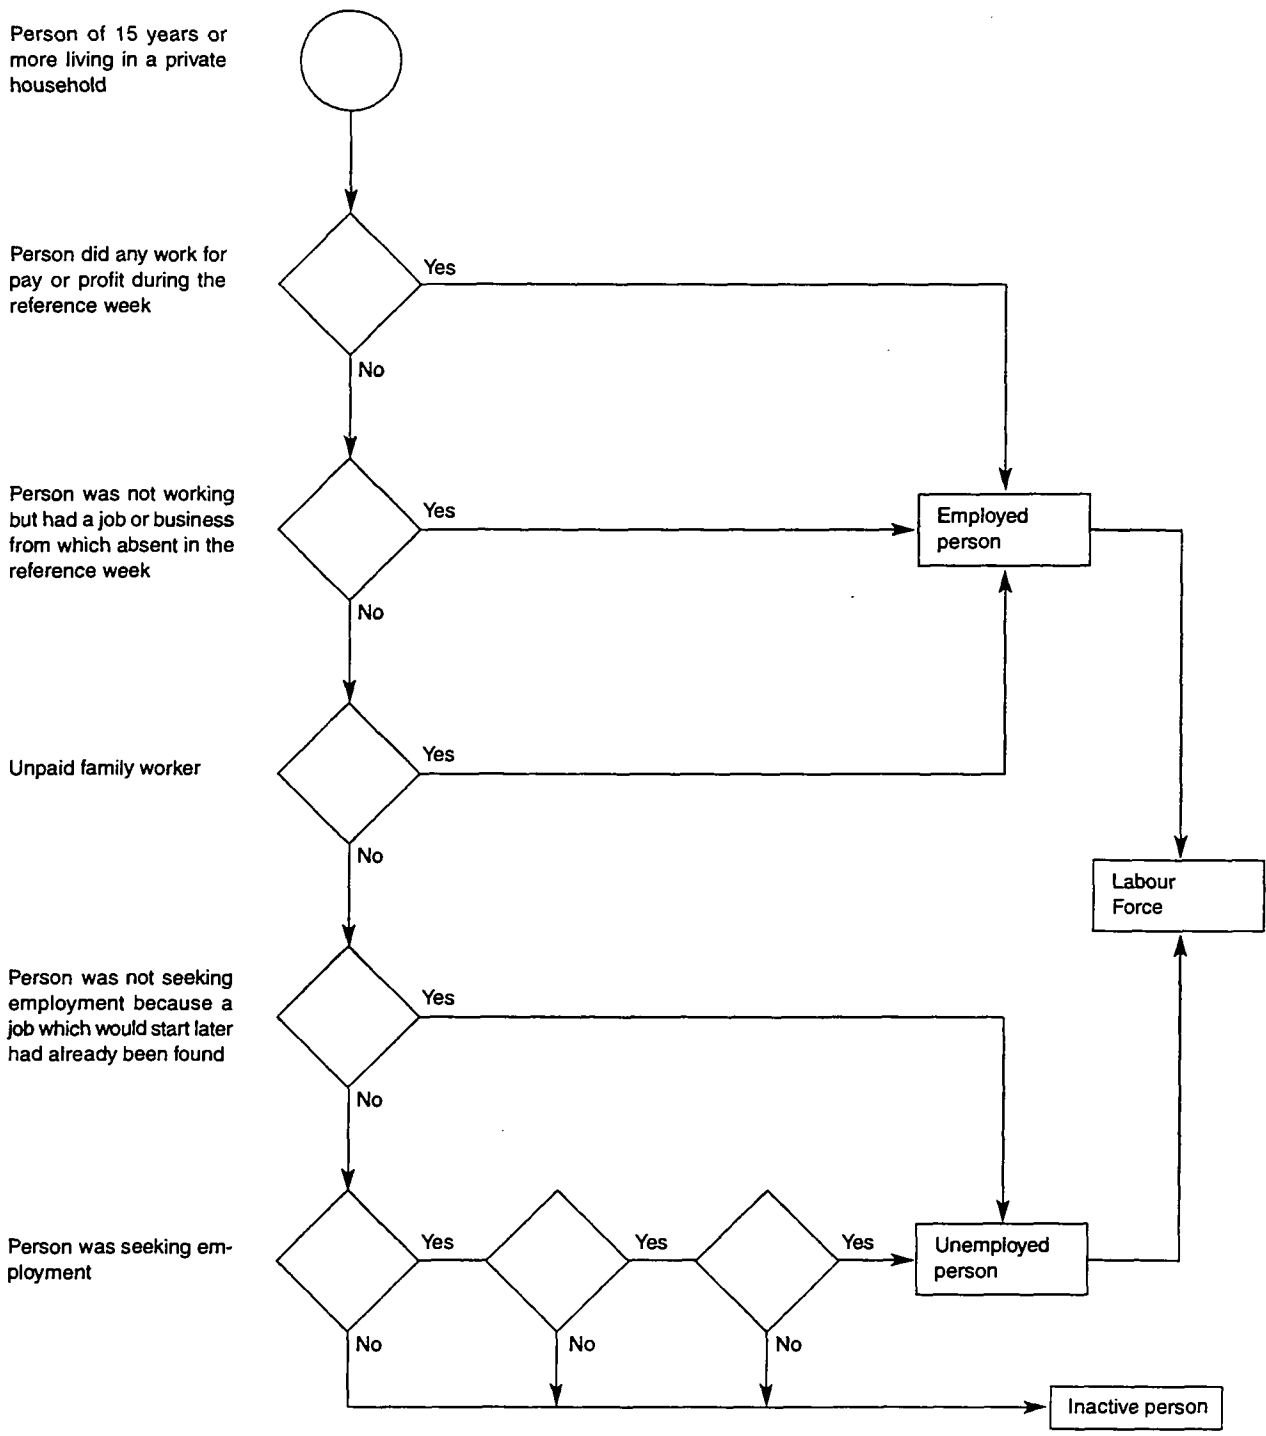 Person of 15 years or
more living in a private
household
Person did any work for
pay or profit during the
reference week
Yes
No
Person was not working
but had a job or business
from which absent in the
reference week
Yes
Employed
person
No
Unpaid family worker
Yes
No
Labour
Force
Person was not seeking
employment because a
job which would start later
had already been found
Yes
No
Person was seeking em-
ployment
Yes
Yes
Yes
Unemployed
person
No
No
No
Inactive person